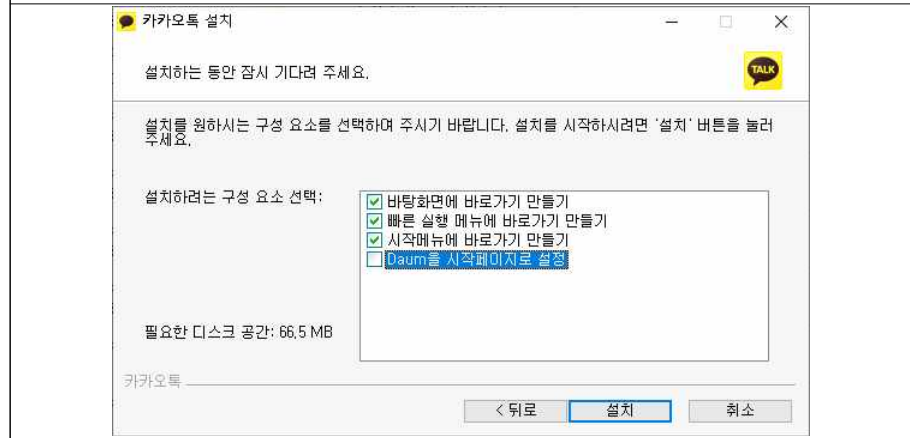 카카오톡 설치
설치하는 동안 잠시 기다려 주세요.
TALK
설치를 원하시는 구성 요소를 선택하여 주시기 바랍니다. 설치를 시작하시려면 '설치' 버튼을 눌러
주세요.
설치하려는 구성 요소 선택:
바탕화면에 바로가기 만들기
빠른 실행 메뉴에 바로가기 만들기
시작메뉴에 바로가기 만들기
Daum을 시작페이지로 설정
필요한 디스크 공간: 66.5 MB
카카오톡
< 뒤로
설치
취소